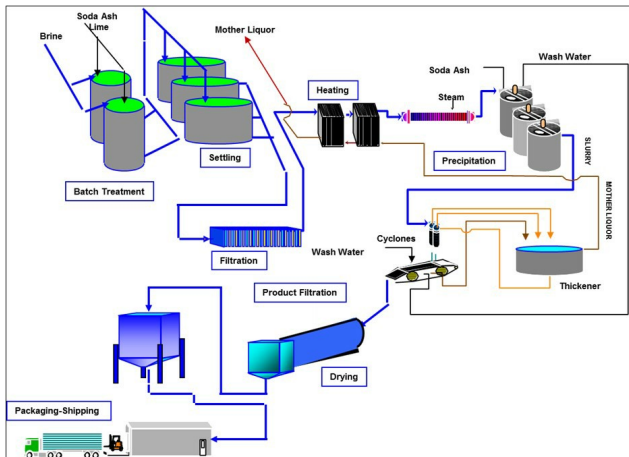 Soda Ash
Lime
Brine
Mother Liquor
Heating
Soda Ash
Wash Water
Steam
Precipitation
Settling
Batch Treatment
SLURRY
MOTHER LIQUOR
Filtration
Wash Water
Cyclones
Thickener
Product Filtration
Drying
Packaging-Shipping